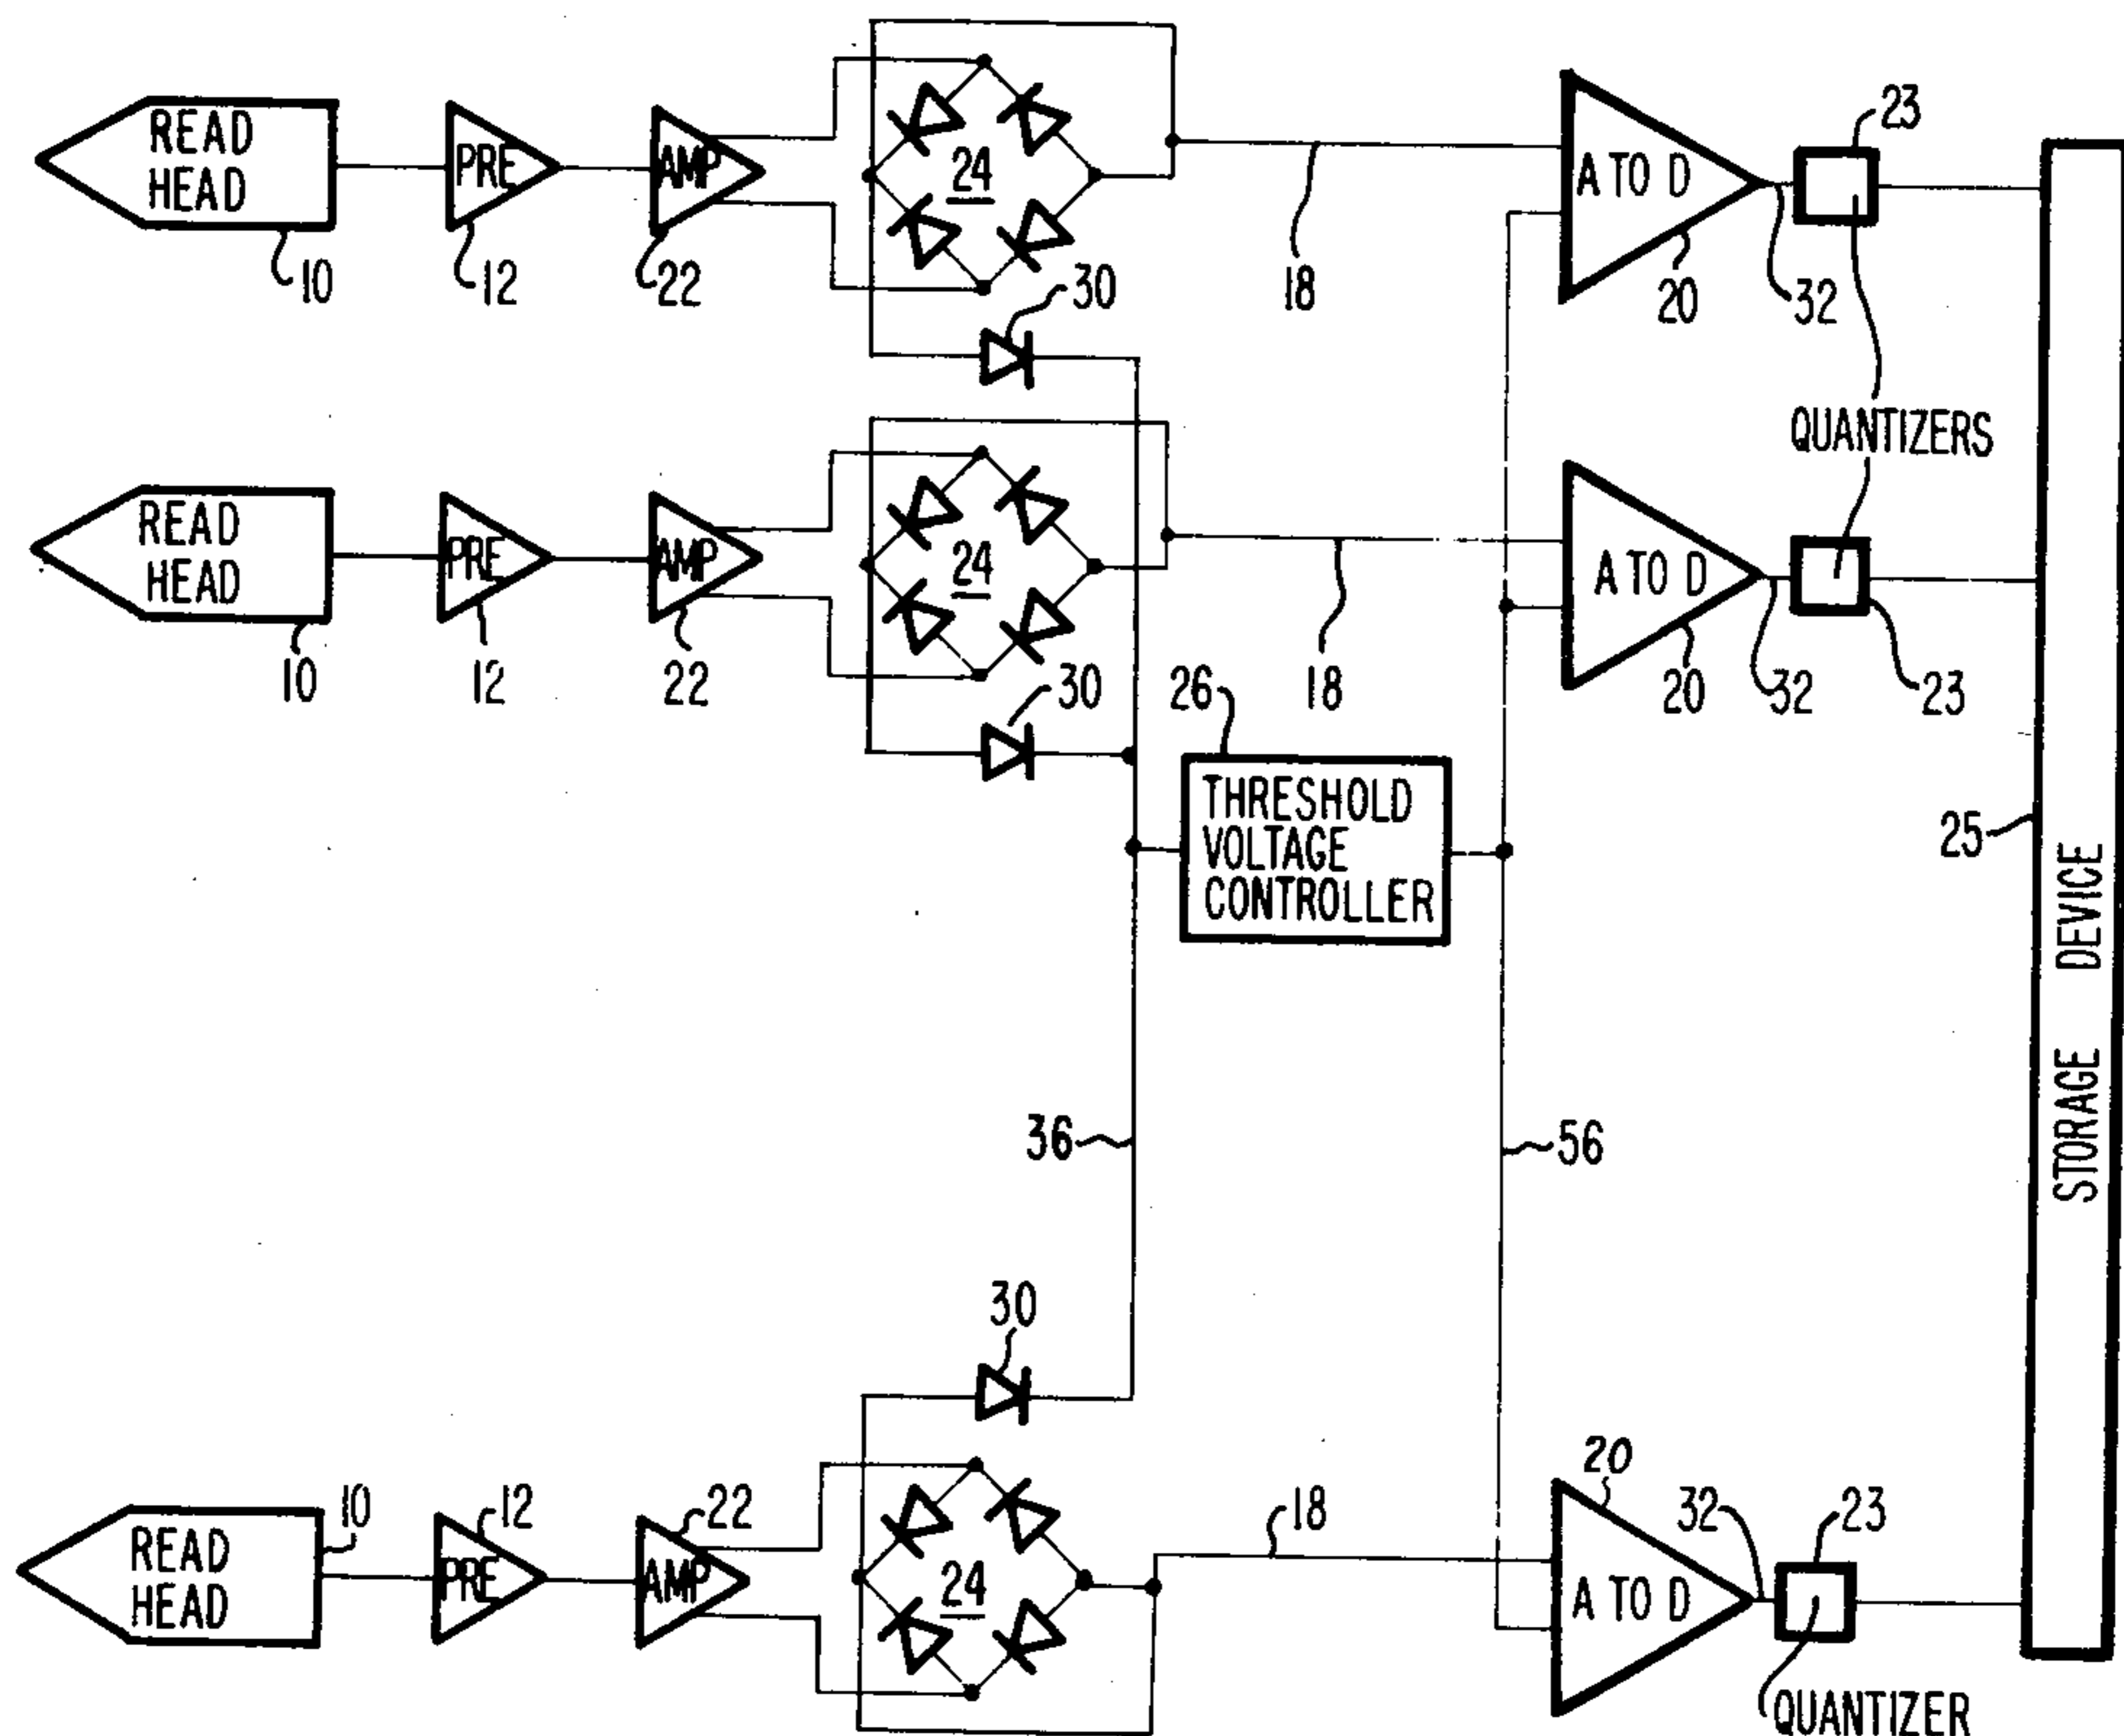 READ
HEAD
10
PRE
12
AMP
22
24
30
18
A TO D
20
32
23
QUANTIZERS
READ
HEAD
10
PRE
12
AMP
22
24
30
18
A TO D
20
32
23
26
THRESHOLD
VOLTAGE
CONTROLLER
25
STORAGE DEVICE
36
56
30
READ
HEAD
10
PRE
12
AMP
22
24
18
A TO D
20
32
23
QUANTIZER